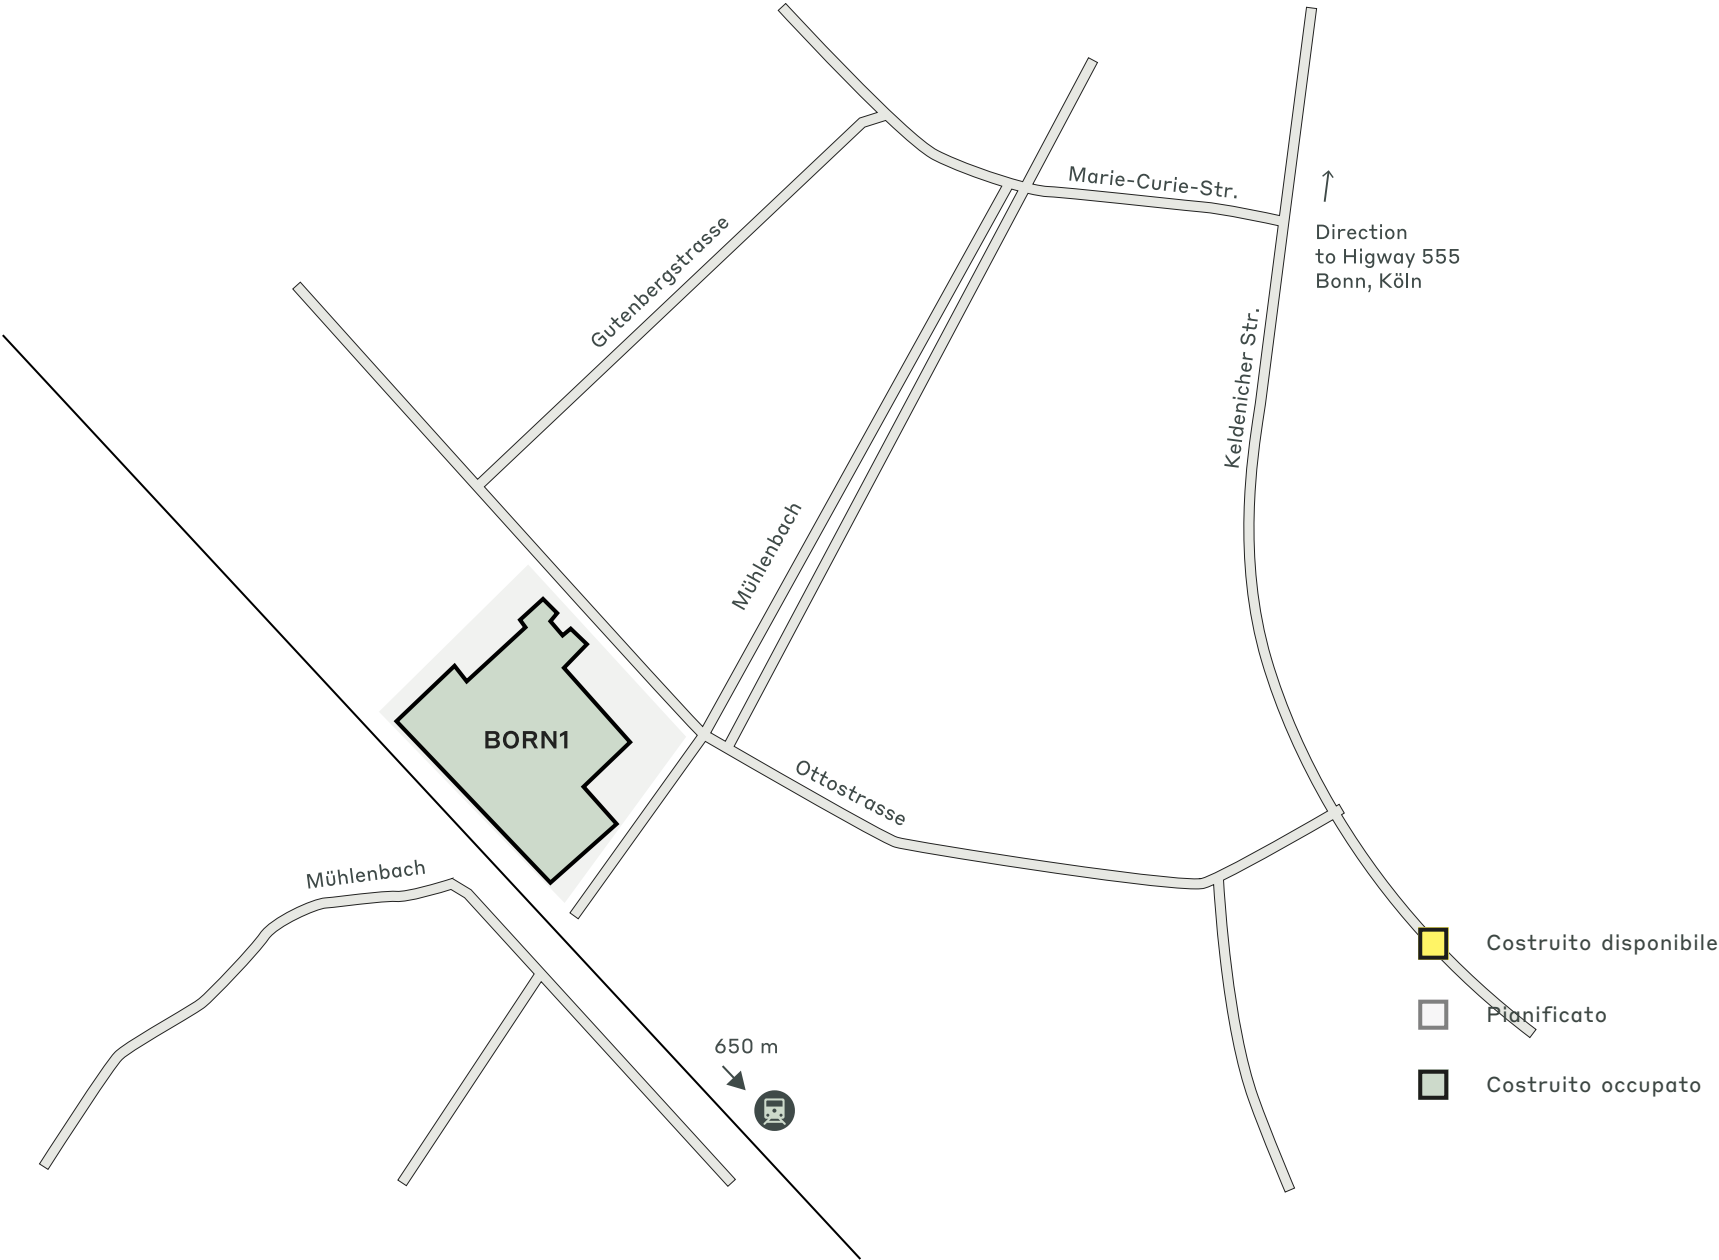 Marie-Curie-Str.
Gutenbergstrasse
Direction
to Higway 555
Bonn, Köln
Keldenicher Str.
Mühlenbach
BORN1
Ottostrasse
Mühlenbach
Costruito disponibile
Pianificato
650 m
Costruito occupato